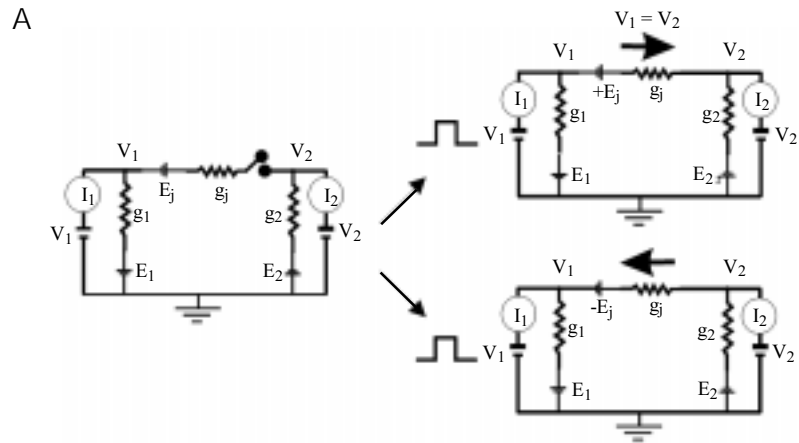 A
V1 = V2
V1 V2
I1 g1 +Ej gj g2 I2
V1 V2
E1 E2
V1 V2
Ej gj
I1 g1 g2 I2
V1 V2
E1 E2
V1 V2
I1 g1 -Ej gj g2 I2
V1 V2
E1 E2